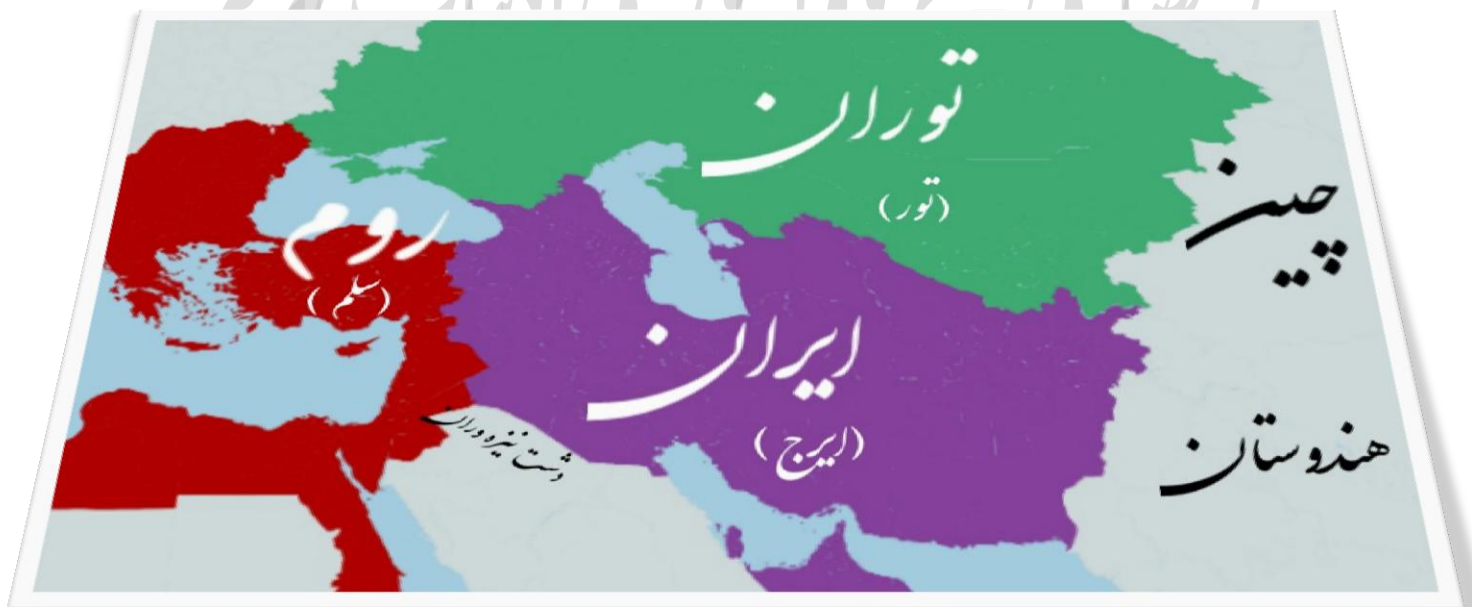 توران
(تور)
چین
روم
(سلم)
ایران
(ایرج)
دشت نیزه وران
هندوستان